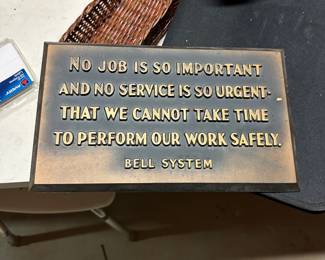 NO JOB IS SO IMPORTANT
AND NO SERVICE IS SO URGENT-
THAT WE CANNOT TAKE TIME
TO PERFORM OUR WORK SAFELY.
BELL SYSTEM